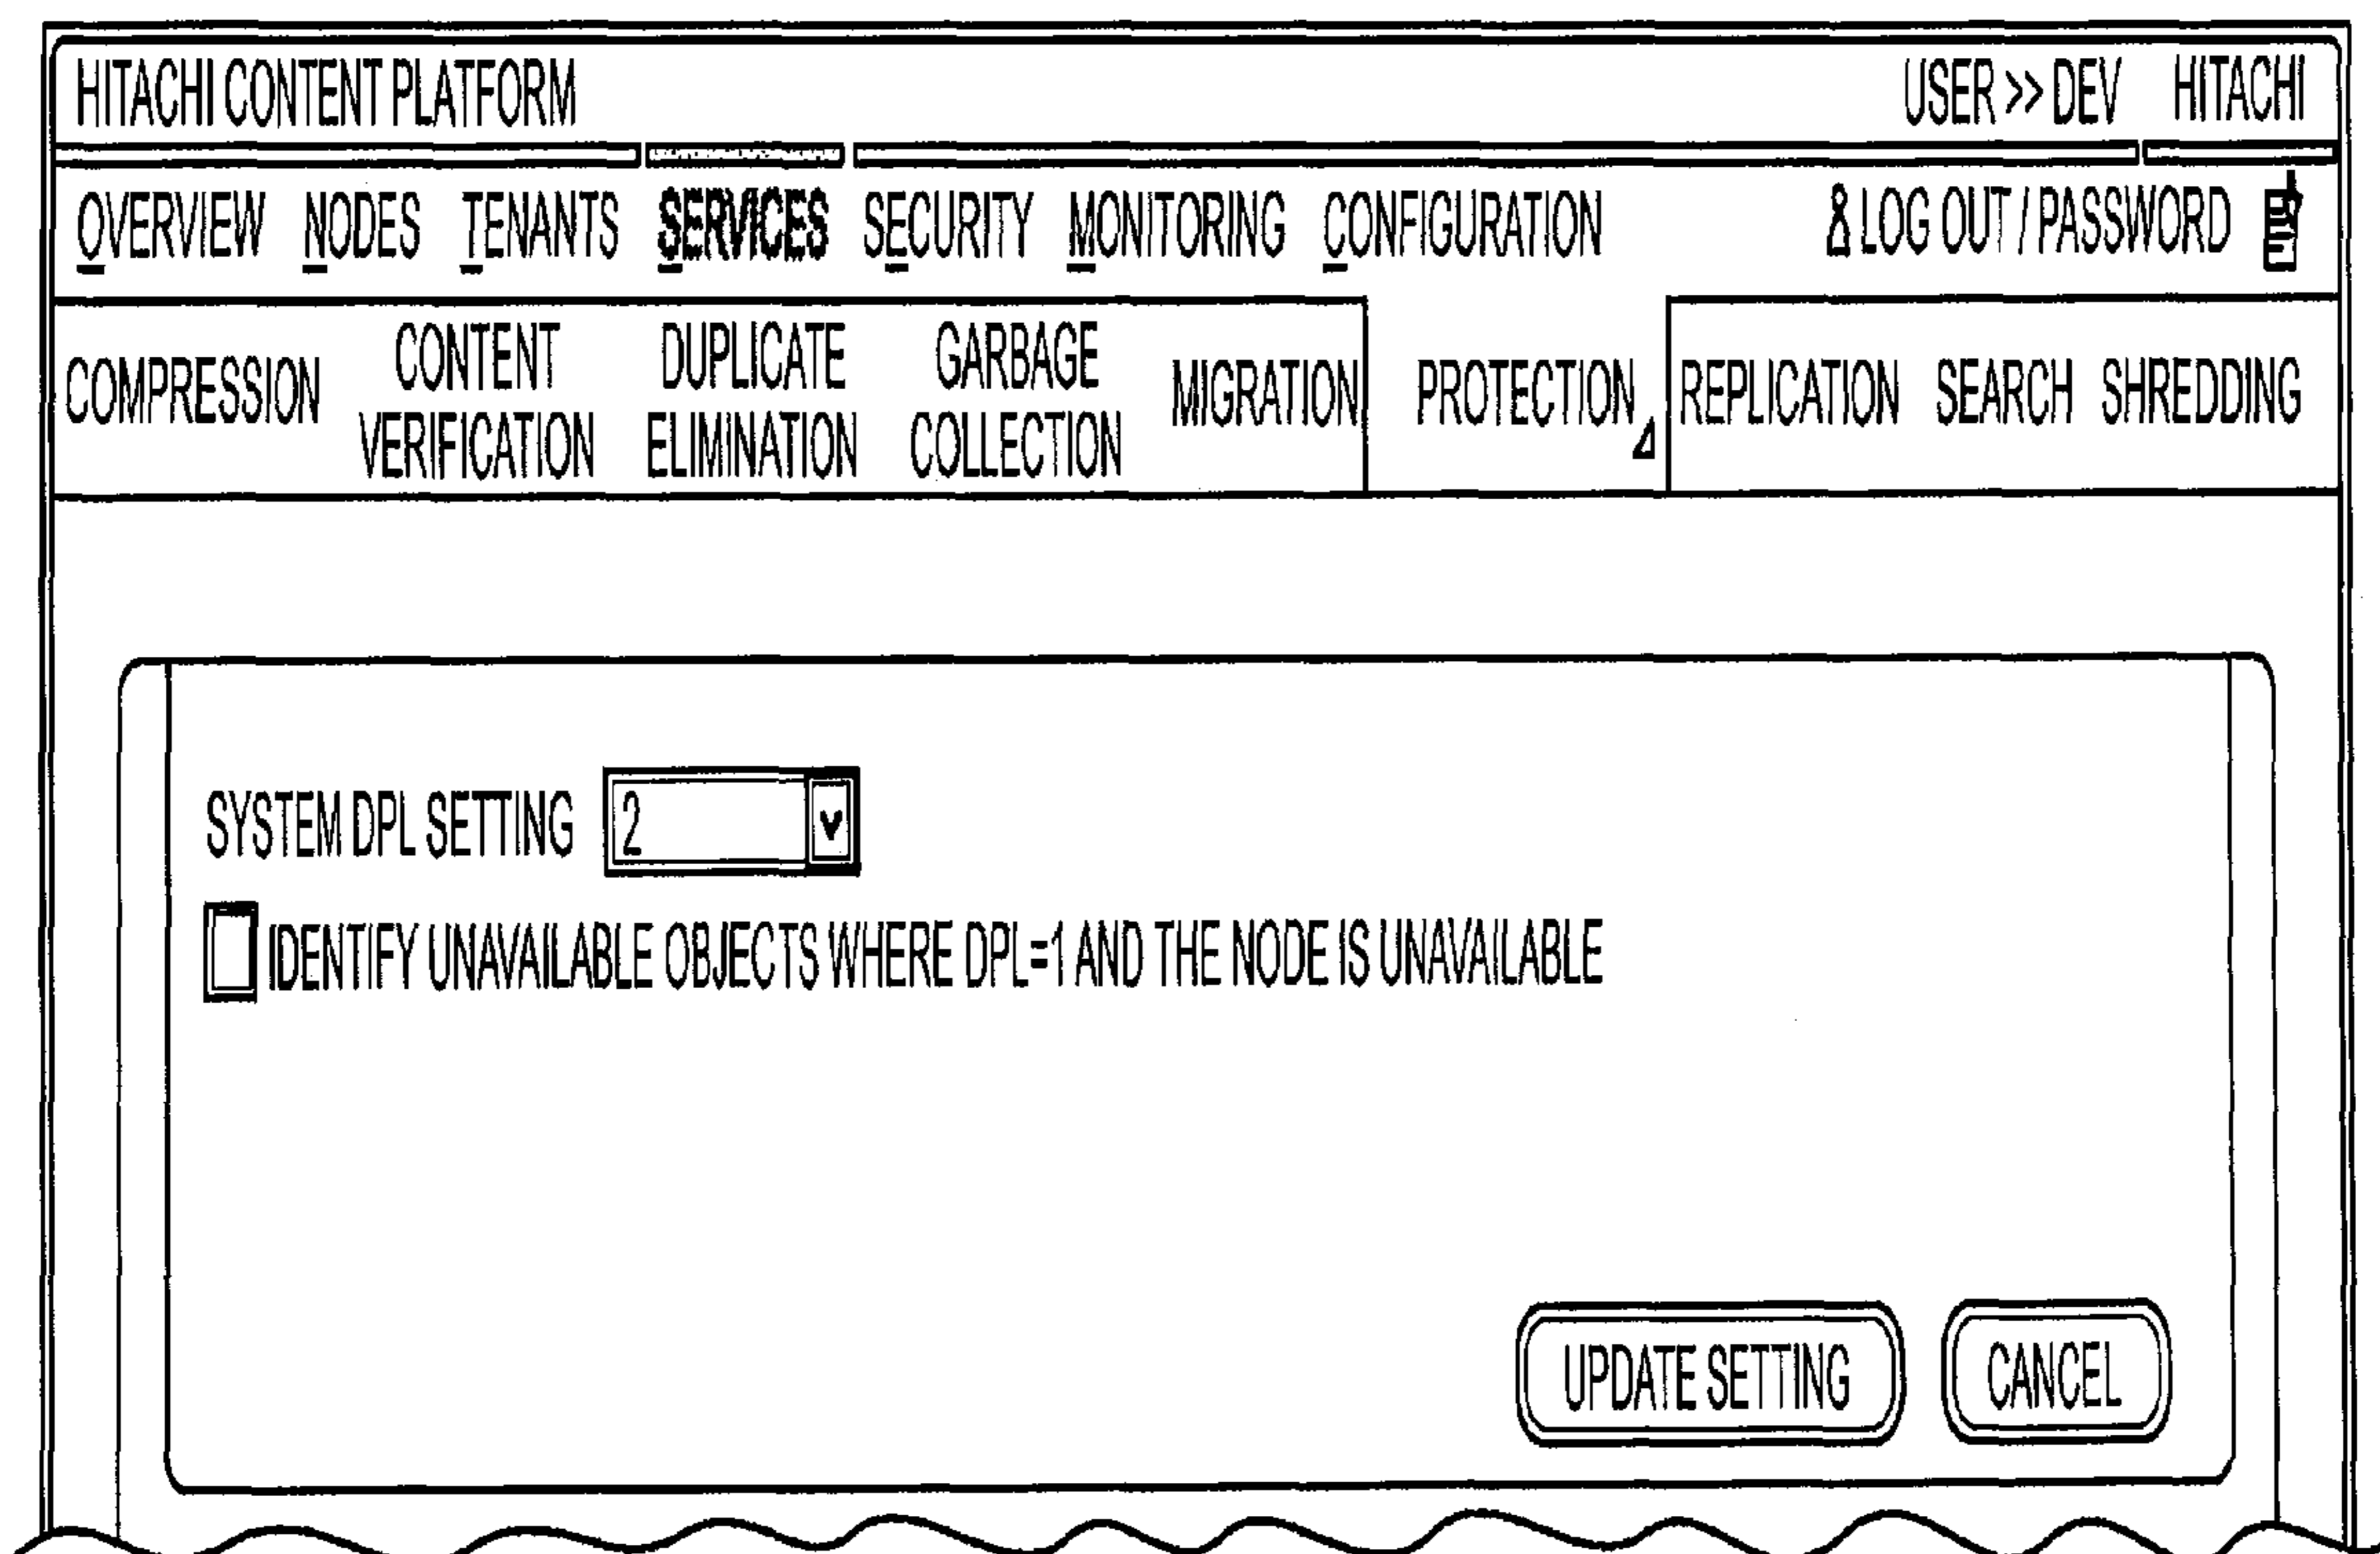 HITACHI CONTENT PLATFORM USER >> DEV HITACHI
OVERVIEW NODES TENANTS SERVICES SECURITY MONITORING CONFIGURATION LOG OUT / PASSWORD
COMPRESSION
CONTENT
VERIFICATION
DUPLICATE
ELIMINATION
GARBAGE
COLLECTION
MIGRATION
PROTECTION
REPLICATION
SEARCH
SHREDDING
SYSTEM DPL SETTING 2
IDENTIFY UNAVAILABLE OBJECTS WHERE DPL=1 AND THE NODE IS UNAVAILABLE
UPDATE SETTING CANCEL